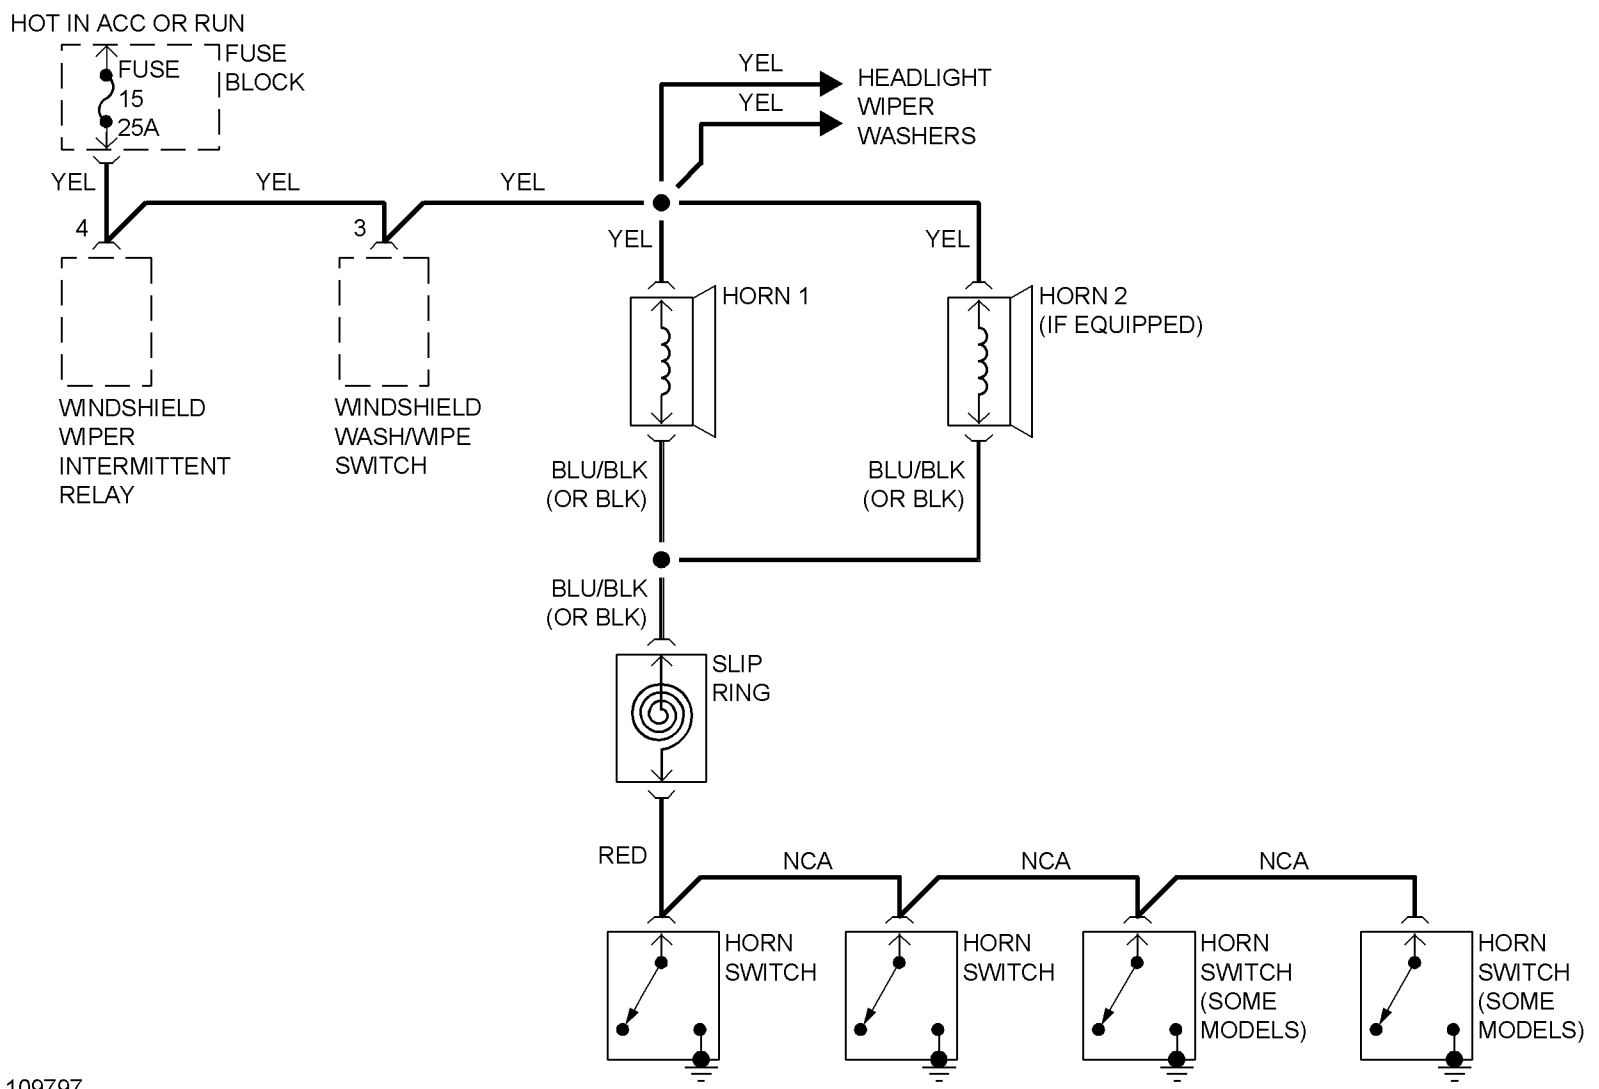 HOT IN ACC OR RUN
FUSE
BLOCK
FUSE
15
25A
YEL
YEL
YEL
YEL
YEL
HEADLIGHT
WIPER
WASHERS
4
3
YEL
YEL
HORN 1
HORN 2
(IF EQUIPPED)
WINDSHIELD
WIPER
INTERMITTENT
RELAY
WINDSHIELD
WASH/WIPE
SWITCH
BLU/BLK
(OR BLK)
BLU/BLK
(OR BLK)
BLU/BLK
(OR BLK)
SLIP
RING
RED
NCA
NCA
NCA
HORN
SWITCH
HORN
SWITCH
HORN
SWITCH
(SOME
MODELS)
HORN
SWITCH
(SOME
MODELS)
109797